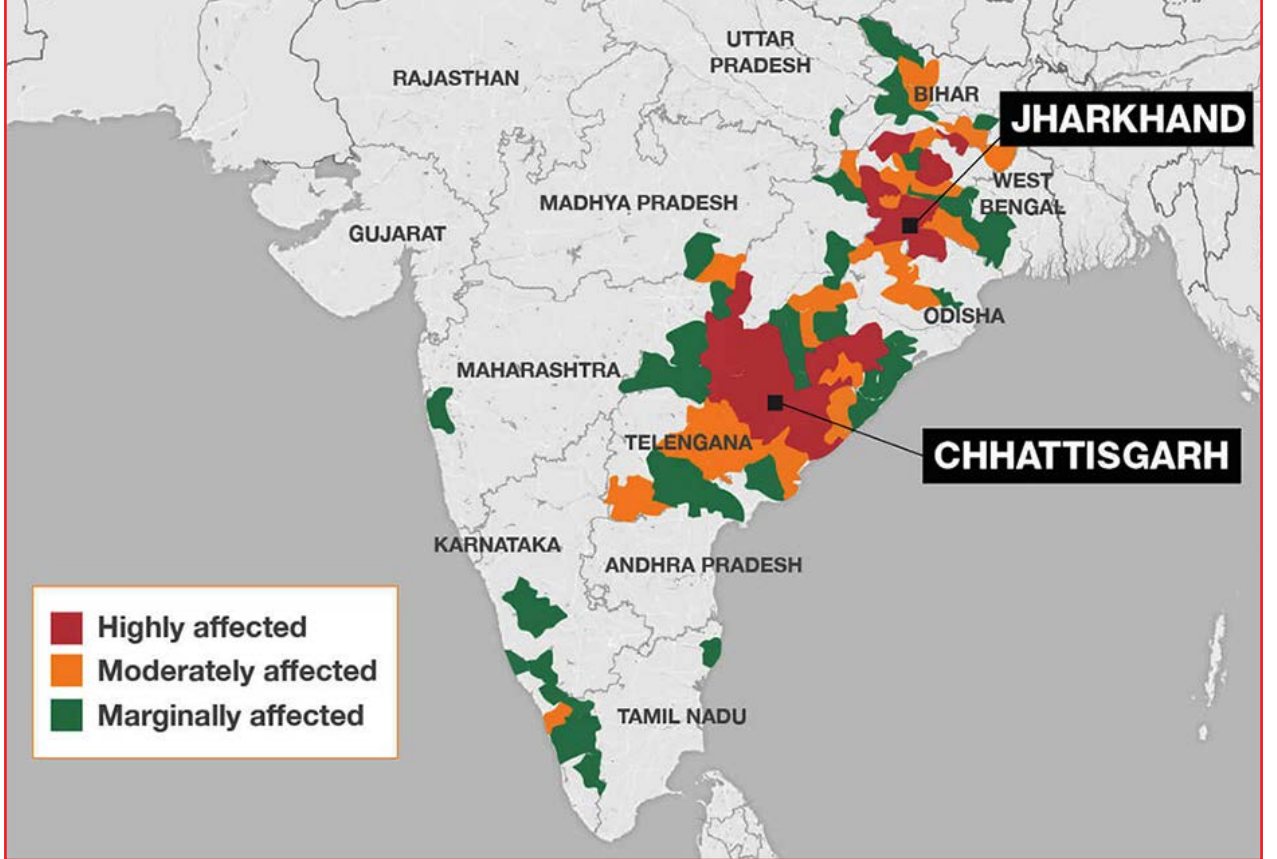 UTTAR
PRADESH
RAJASTHAN
BIHAR
JHARKHAND
WEST
BENGAL
MADHYA PRADESH
GUJARAT
ODISHA
MAHARASHTRA
TELENGANA
CHHATTISGARH
KARNATAKA
ANDHRA PRADESH
Highly affected
Moderately affected
Marginally affected
TAMIL NADU